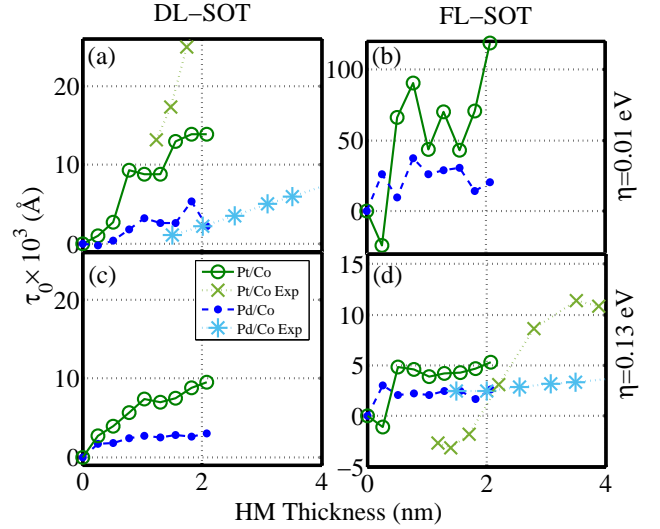 DL−SOT
FL−SOT
(a)
20
10
0
(b)
100
50
0
η=0.01 eV
τ0 × 10³ (Å)
(c)
20
10
0
0
2
4
Pt/Co
Pt/Co Exp
Pd/Co
Pd/Co Exp
(d)
15
10
5
0
−5
0
2
4
η=0.13 eV
HM Thickness (nm)